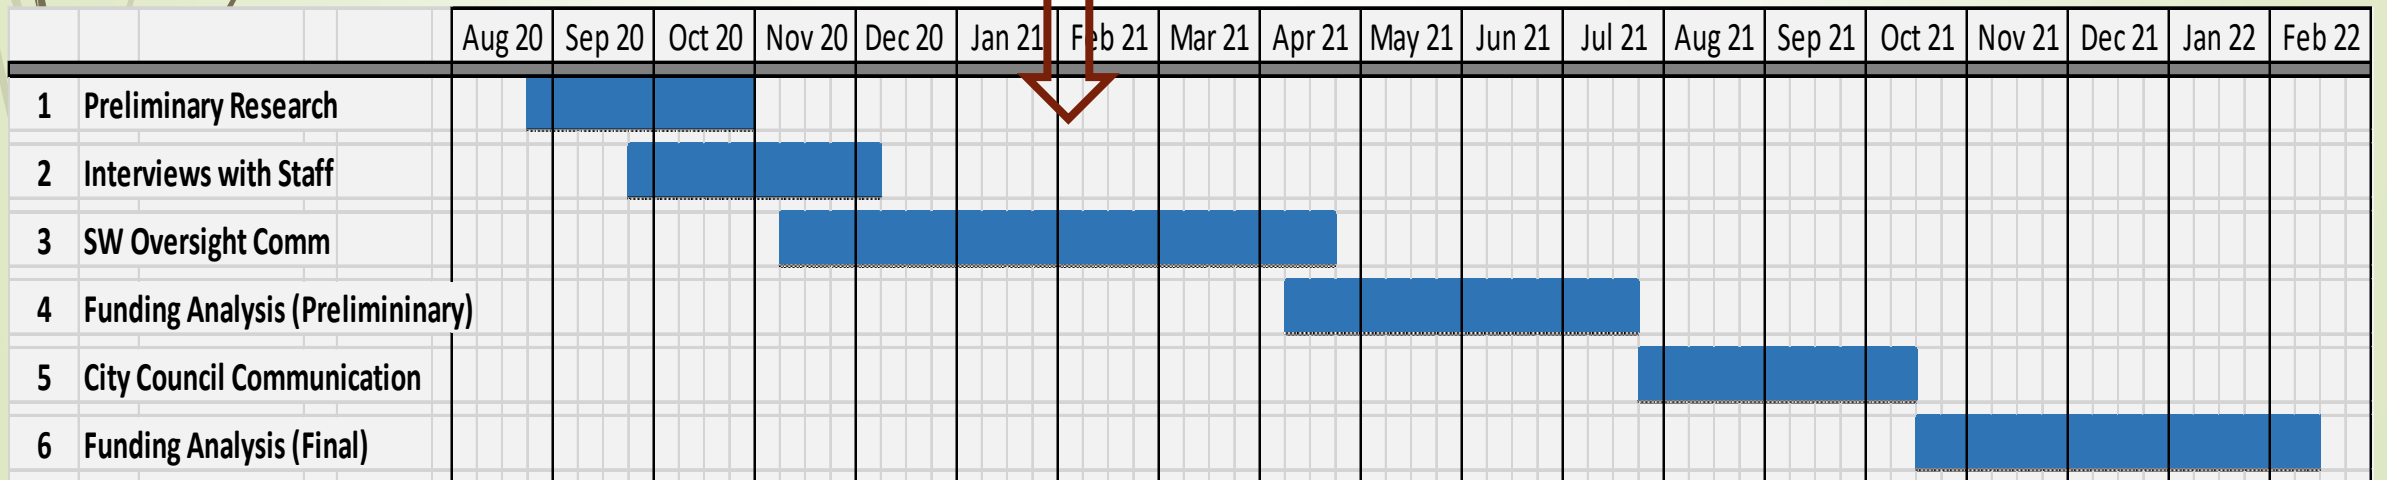 Aug 20 Sep 20 Oct 20 Nov 20 Dec 20 Jan 21 Feb 21 Mar 21 Apr 21 May 21 Jun 21 Jul 21 Aug 21 Sep 21 Oct 21 Nov 21 Dec 21 Jan 22 Feb 22
1 Preliminary Research
2 Interviews with Staff
3 SW Oversight Comm
4 Funding Analysis (Prelimininary)
5 City Council Communication
6 Funding Analysis (Final)